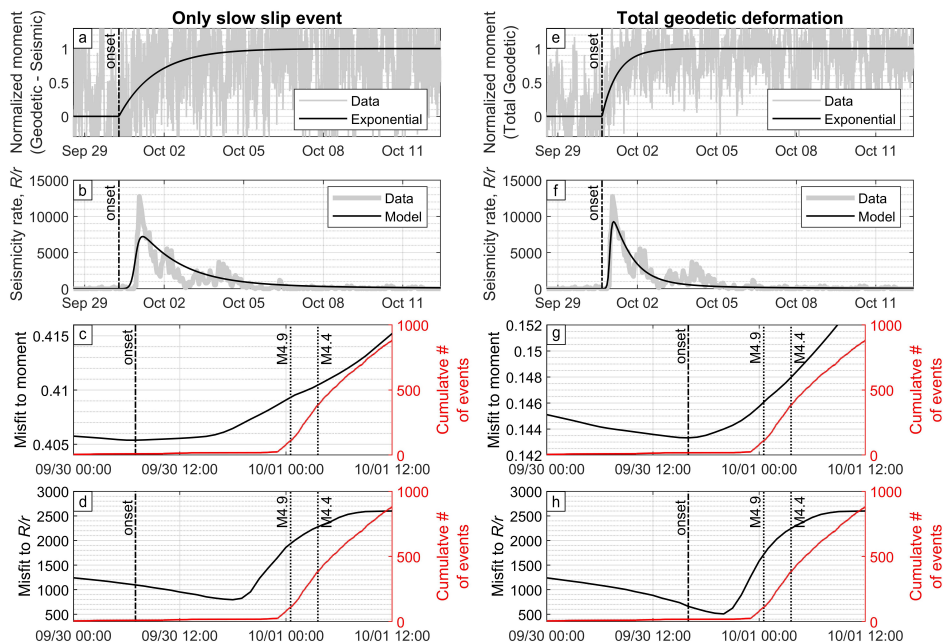 Only slow slip event
Total geodetic deformation
a
Normalized moment
(Geodetic - Seismic)
1
0.5
0
onset
Data
Exponential
Sep 29
Oct 02
Oct 05
Oct 08
Oct 11
e
Normalized moment
(Total Geodetic)
1
0.5
0
onset
Data
Exponential
Sep 29
Oct 02
Oct 05
Oct 08
Oct 11
b
Seismicity rate, R/r
15000
10000
5000
0
onset
Data
Model
Sep 29
Oct 02
Oct 05
Oct 08
Oct 11
f
Seismicity rate, R/r
15000
10000
5000
0
onset
Data
Model
Sep 29
Oct 02
Oct 05
Oct 08
Oct 11
c
Misfit to moment
0.415
0.41
0.405
onset
M4.9
M4.4
1000
500
0
Cumulatve #
of events
09/30 00:00
09/30 12:00
10/01 00:00
10/01 12:00
g
Misfit to moment
0.152
0.15
0.148
0.146
0.144
0.142
onset
M4.9
M4.4
1000
500
0
Cumulatve #
of events
09/30 00:00
09/30 12:00
10/01 00:00
10/01 12:00
d
Misfit to R/r
3000
2500
2000
1500
1000
500
onset
M4.9
M4.4
1000
500
0
Cumulatve #
of events
09/30 00:00
09/30 12:00
10/01 00:00
10/01 12:00
h
Misfit to R/r
3000
2500
2000
1500
1000
500
onset
M4.9
M4.4
1000
500
0
Cumulatve #
of events
09/30 00:00
09/30 12:00
10/01 00:00
10/01 12:00